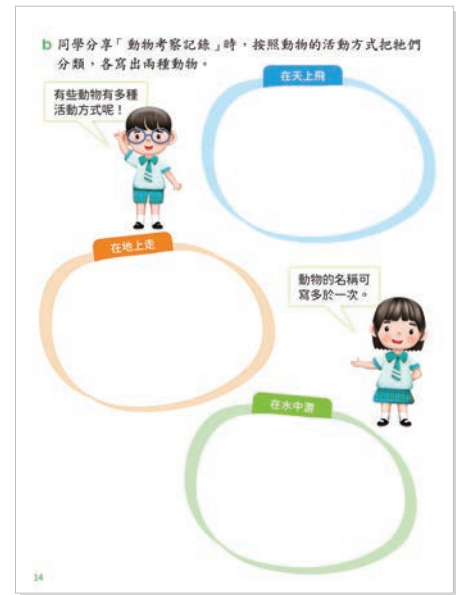 b 同學分享「動物考察記錄」時，按照動物的活動方式把牠們
分類，各寫出兩種動物。
在天上飛
有些動物有多種
活動方式呢！
在地上走
動物的名稱可
寫多於一次。
在水中游
14